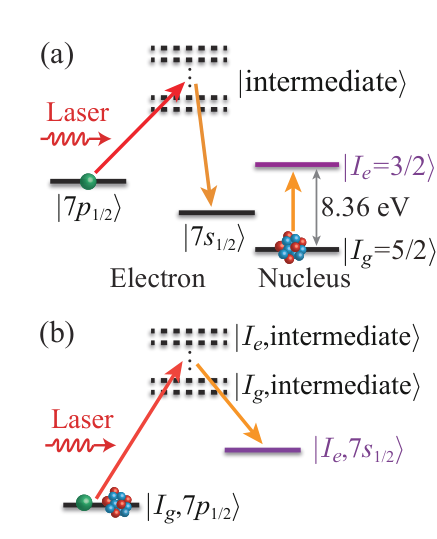 (a)
|intermediate⟩
Laser
|7p1/2⟩
|Ie=3/2⟩
8.36 eV
|7s1/2⟩
|Ig=5/2⟩
Electron
Nucleus
(b)
|Ie,intermediate⟩
|Ig,intermediate⟩
Laser
|Ie,7s1/2⟩
|Ig,7p1/2⟩